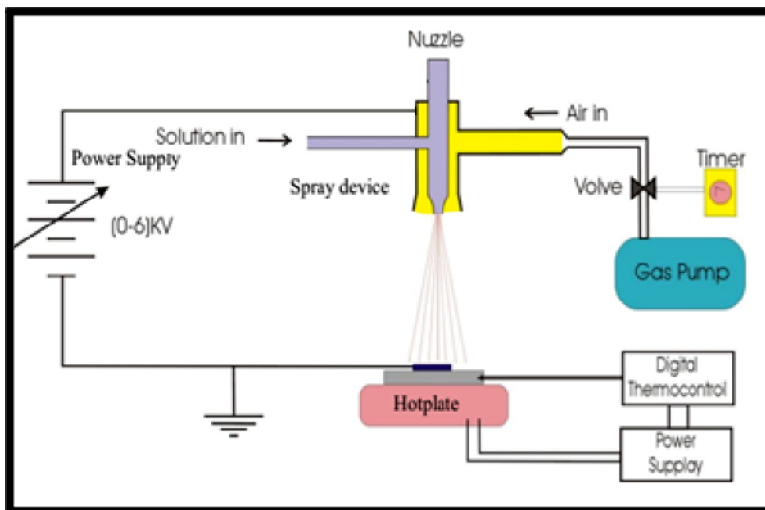 Nuzzle
Air in
Solution in
Timer
Power Supply
Spray device
Volve
(0-6)KV
Gas Pump
Digital
Thermocontrol
Hotplate
Power
Supplay